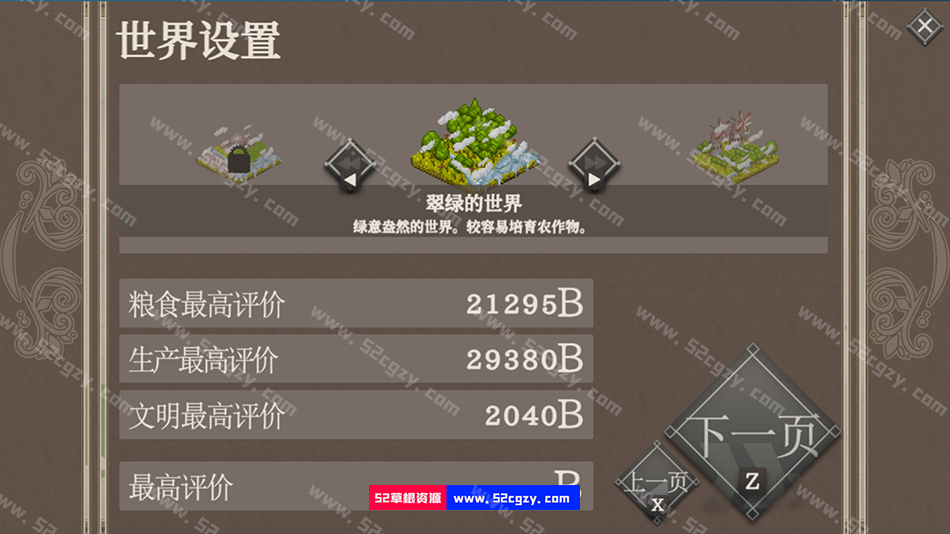 世界设置
翠绿的世界
绿意盎然的世界。较容易培育农作物。
粮食最高评价 21295B
生产最高评价 29380B
文明最高评价 2040B
最高评价 B
下一页
Z
上一页
X
52草根资源 www.52cgzy.com
www.52cgzy.com